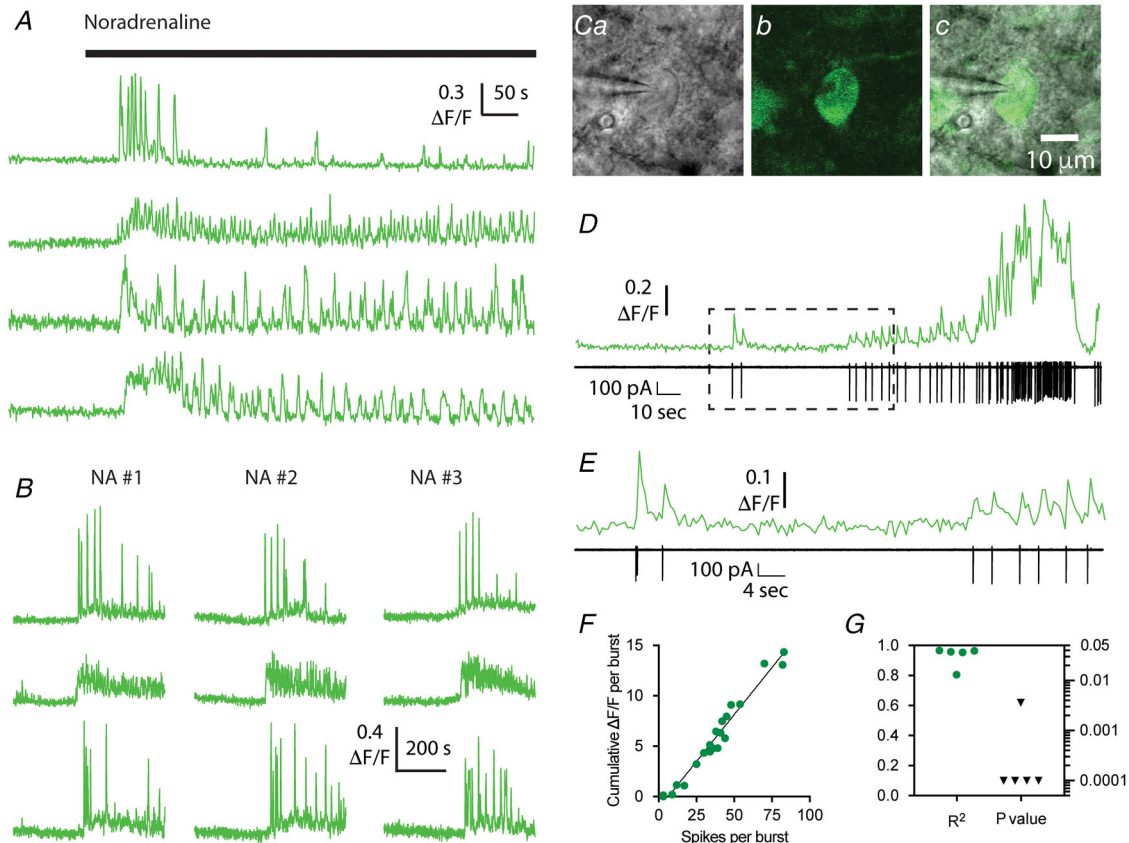 A
Noradrenaline
0.3
ΔF/F
50 s
B
NA #1
NA #2
NA #3
0.4
ΔF/F
200 s
Ca
b
c
10 µm
D
0.2
ΔF/F
100 pA
10 sec
E
0.1
ΔF/F
100 pA
4 sec
F
Cumulative ΔF/F per burst
15
10
5
0
0 25 50 75 100
Spikes per burst
G
1.0
0.8
0.6
0.4
0.2
0.0
0.05
0.01
0.001
0.0001
R² P value